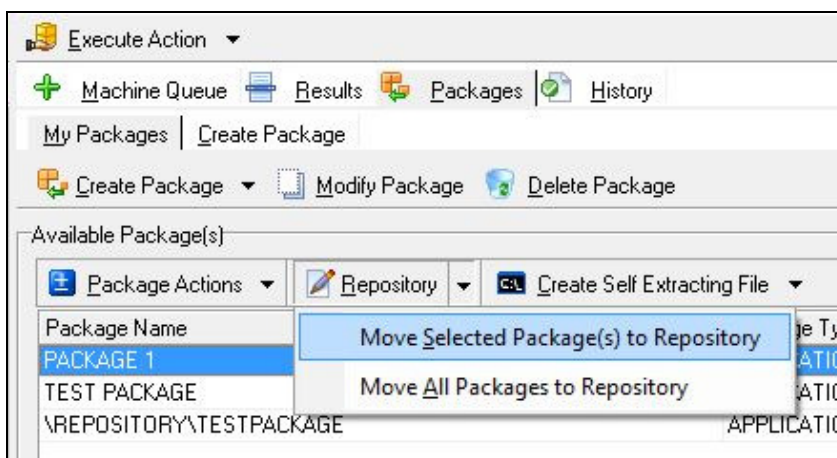 Execute Action
Machine Queue Results Packages History
My Packages Create Package
Create Package Modify Package Delete Package
Available Package(s)
Package Actions Repository C:\ Create Self Extracting File
Package Name
Move Selected Package(s) to Repository
PACKAGE 1
TEST PACKAGE
Move All Packages to Repository
\REPOSITORY\TESTPACKAGE APPLICATIO